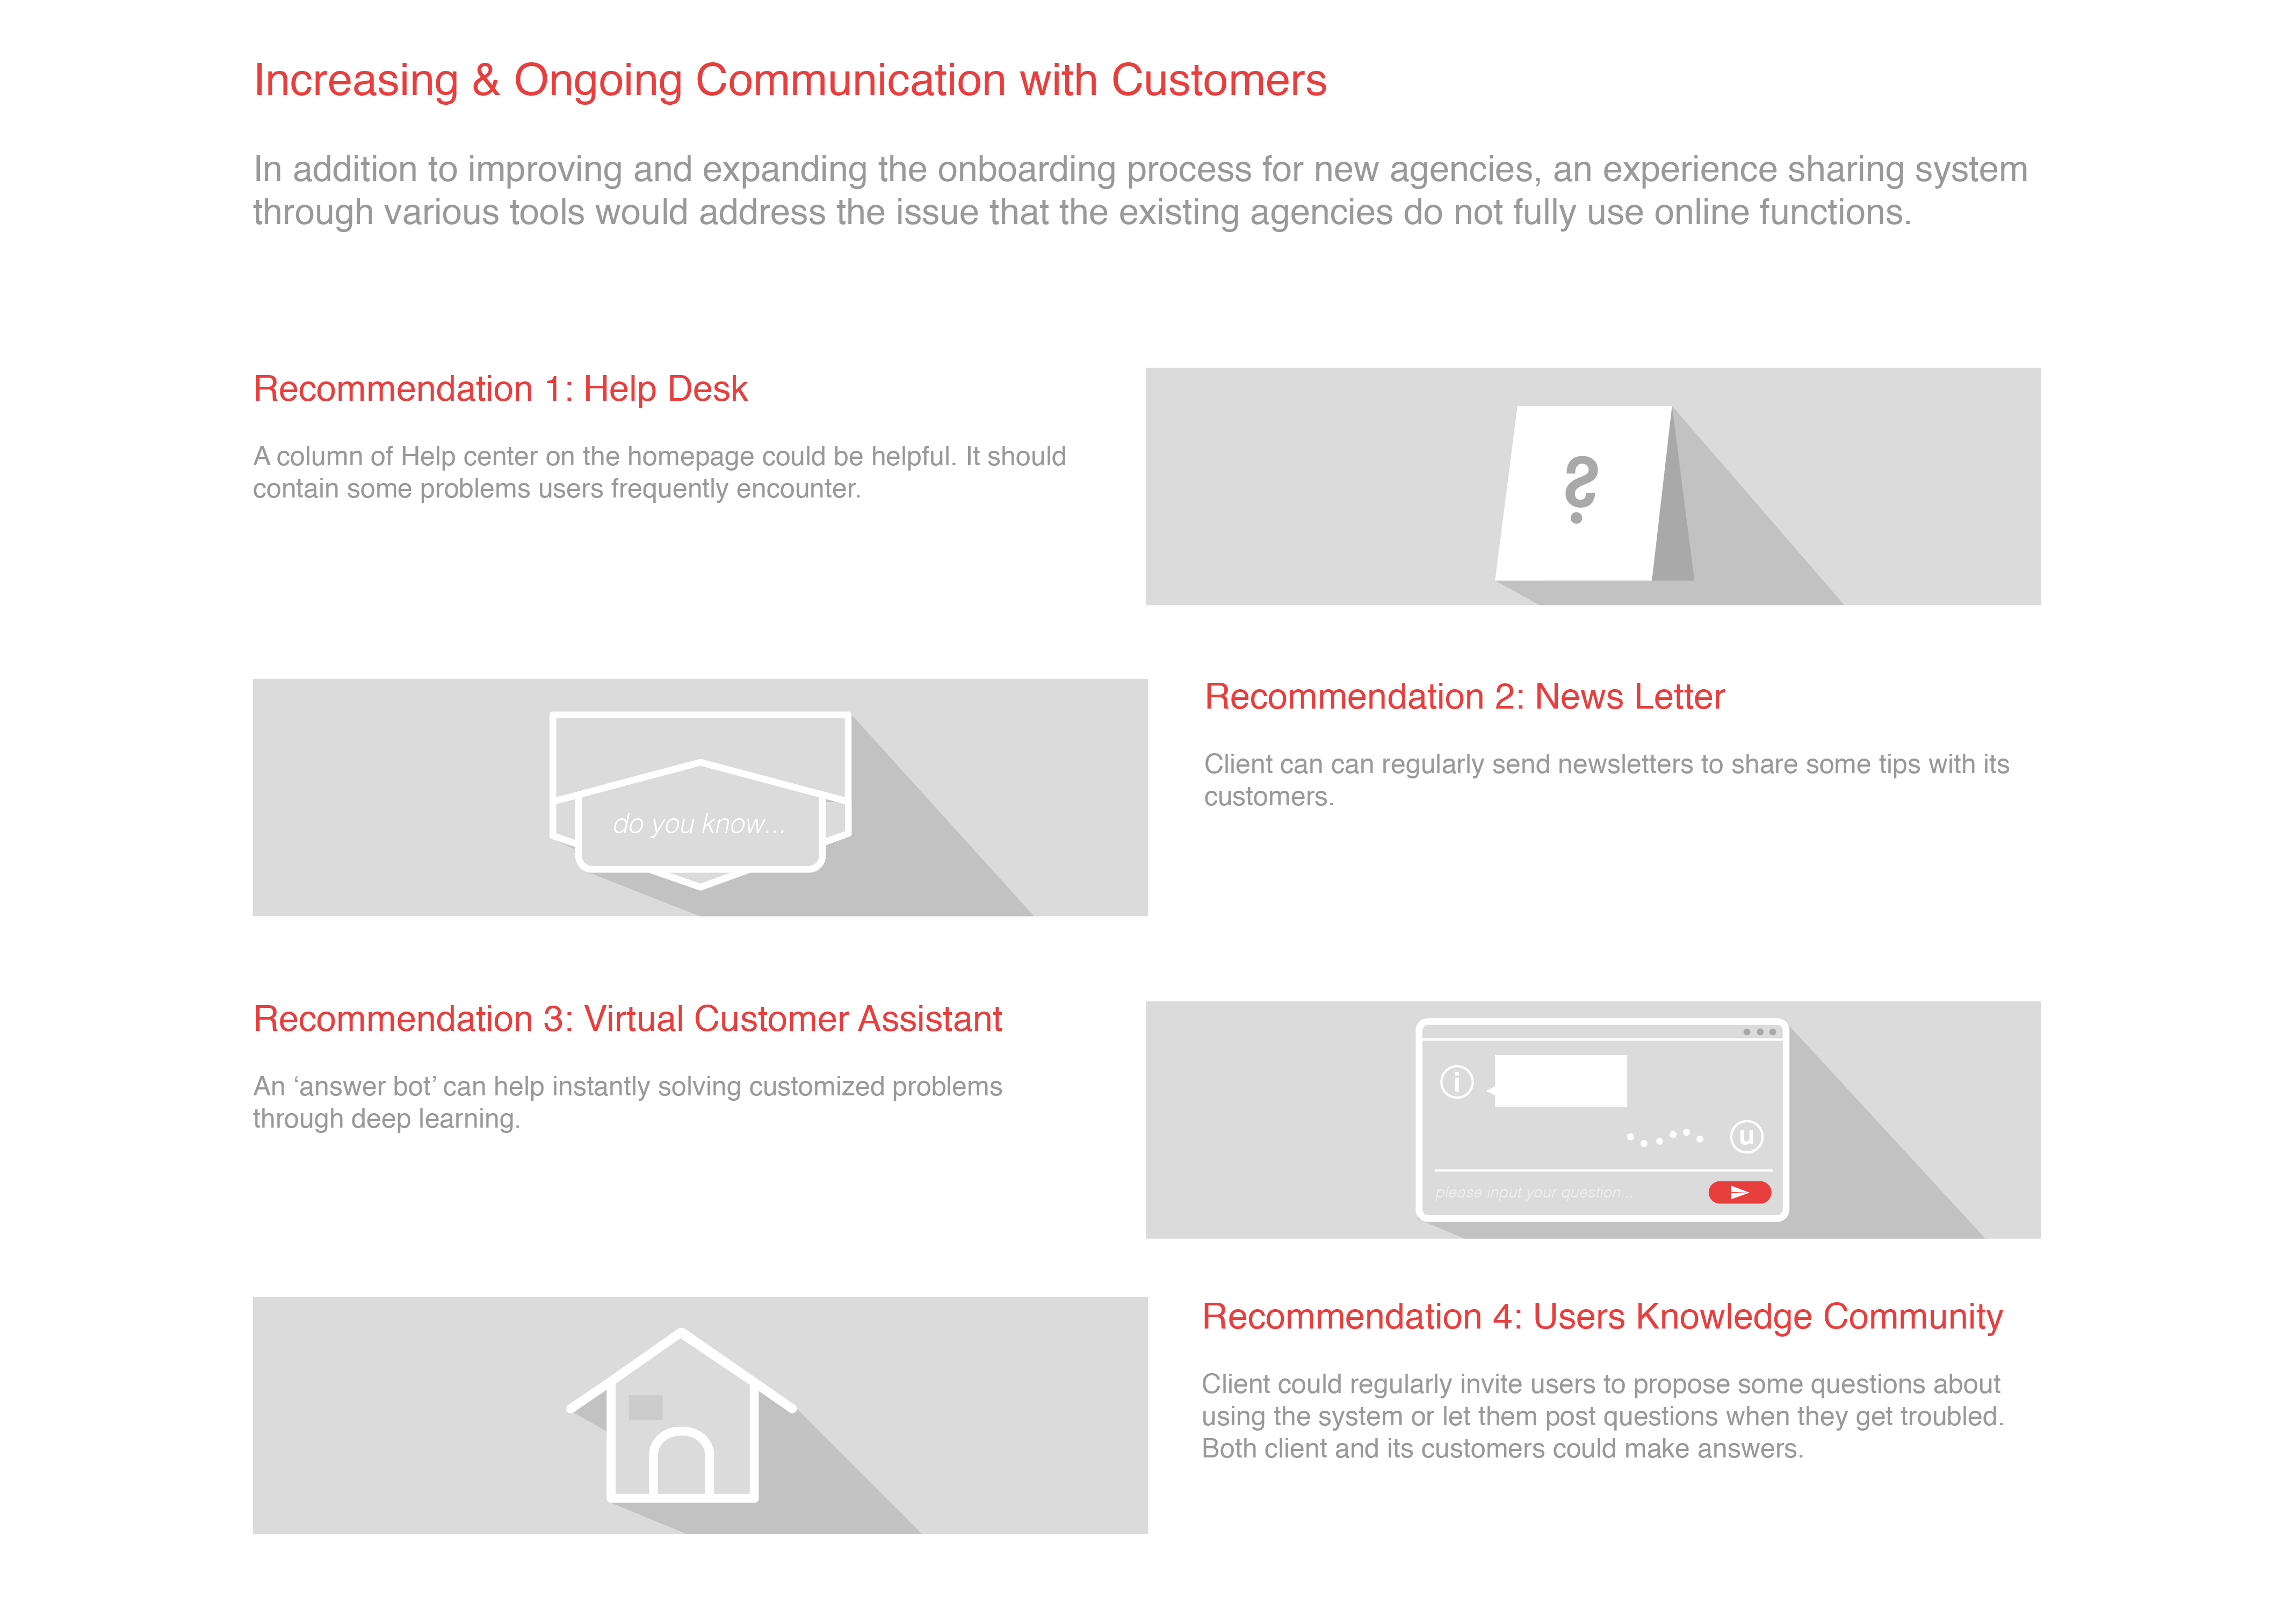 Increasing & Ongoing Communication with Customers
In addition to improving and expanding the onboarding process for new agencies, an experience sharing system
through various tools would address the issue that the existing agencies do not fully use online functions.
Recommendation 1: Help Desk
A column of Help center on the homepage could be helpful. It should
contain some problems users frequently encounter.
?
do you know...
Recommendation 2: News Letter
Client can can regularly send newsletters to share some tips with its
customers.
Recommendation 3: Virtual Customer Assistant
An ‘answer bot’ can help instantly solving customized problems
through deep learning.
i
u
please input your question...
Recommendation 4: Users Knowledge Community
Client could regularly invite users to propose some questions about
using the system or let them post questions when they get troubled.
Both client and its customers could make answers.